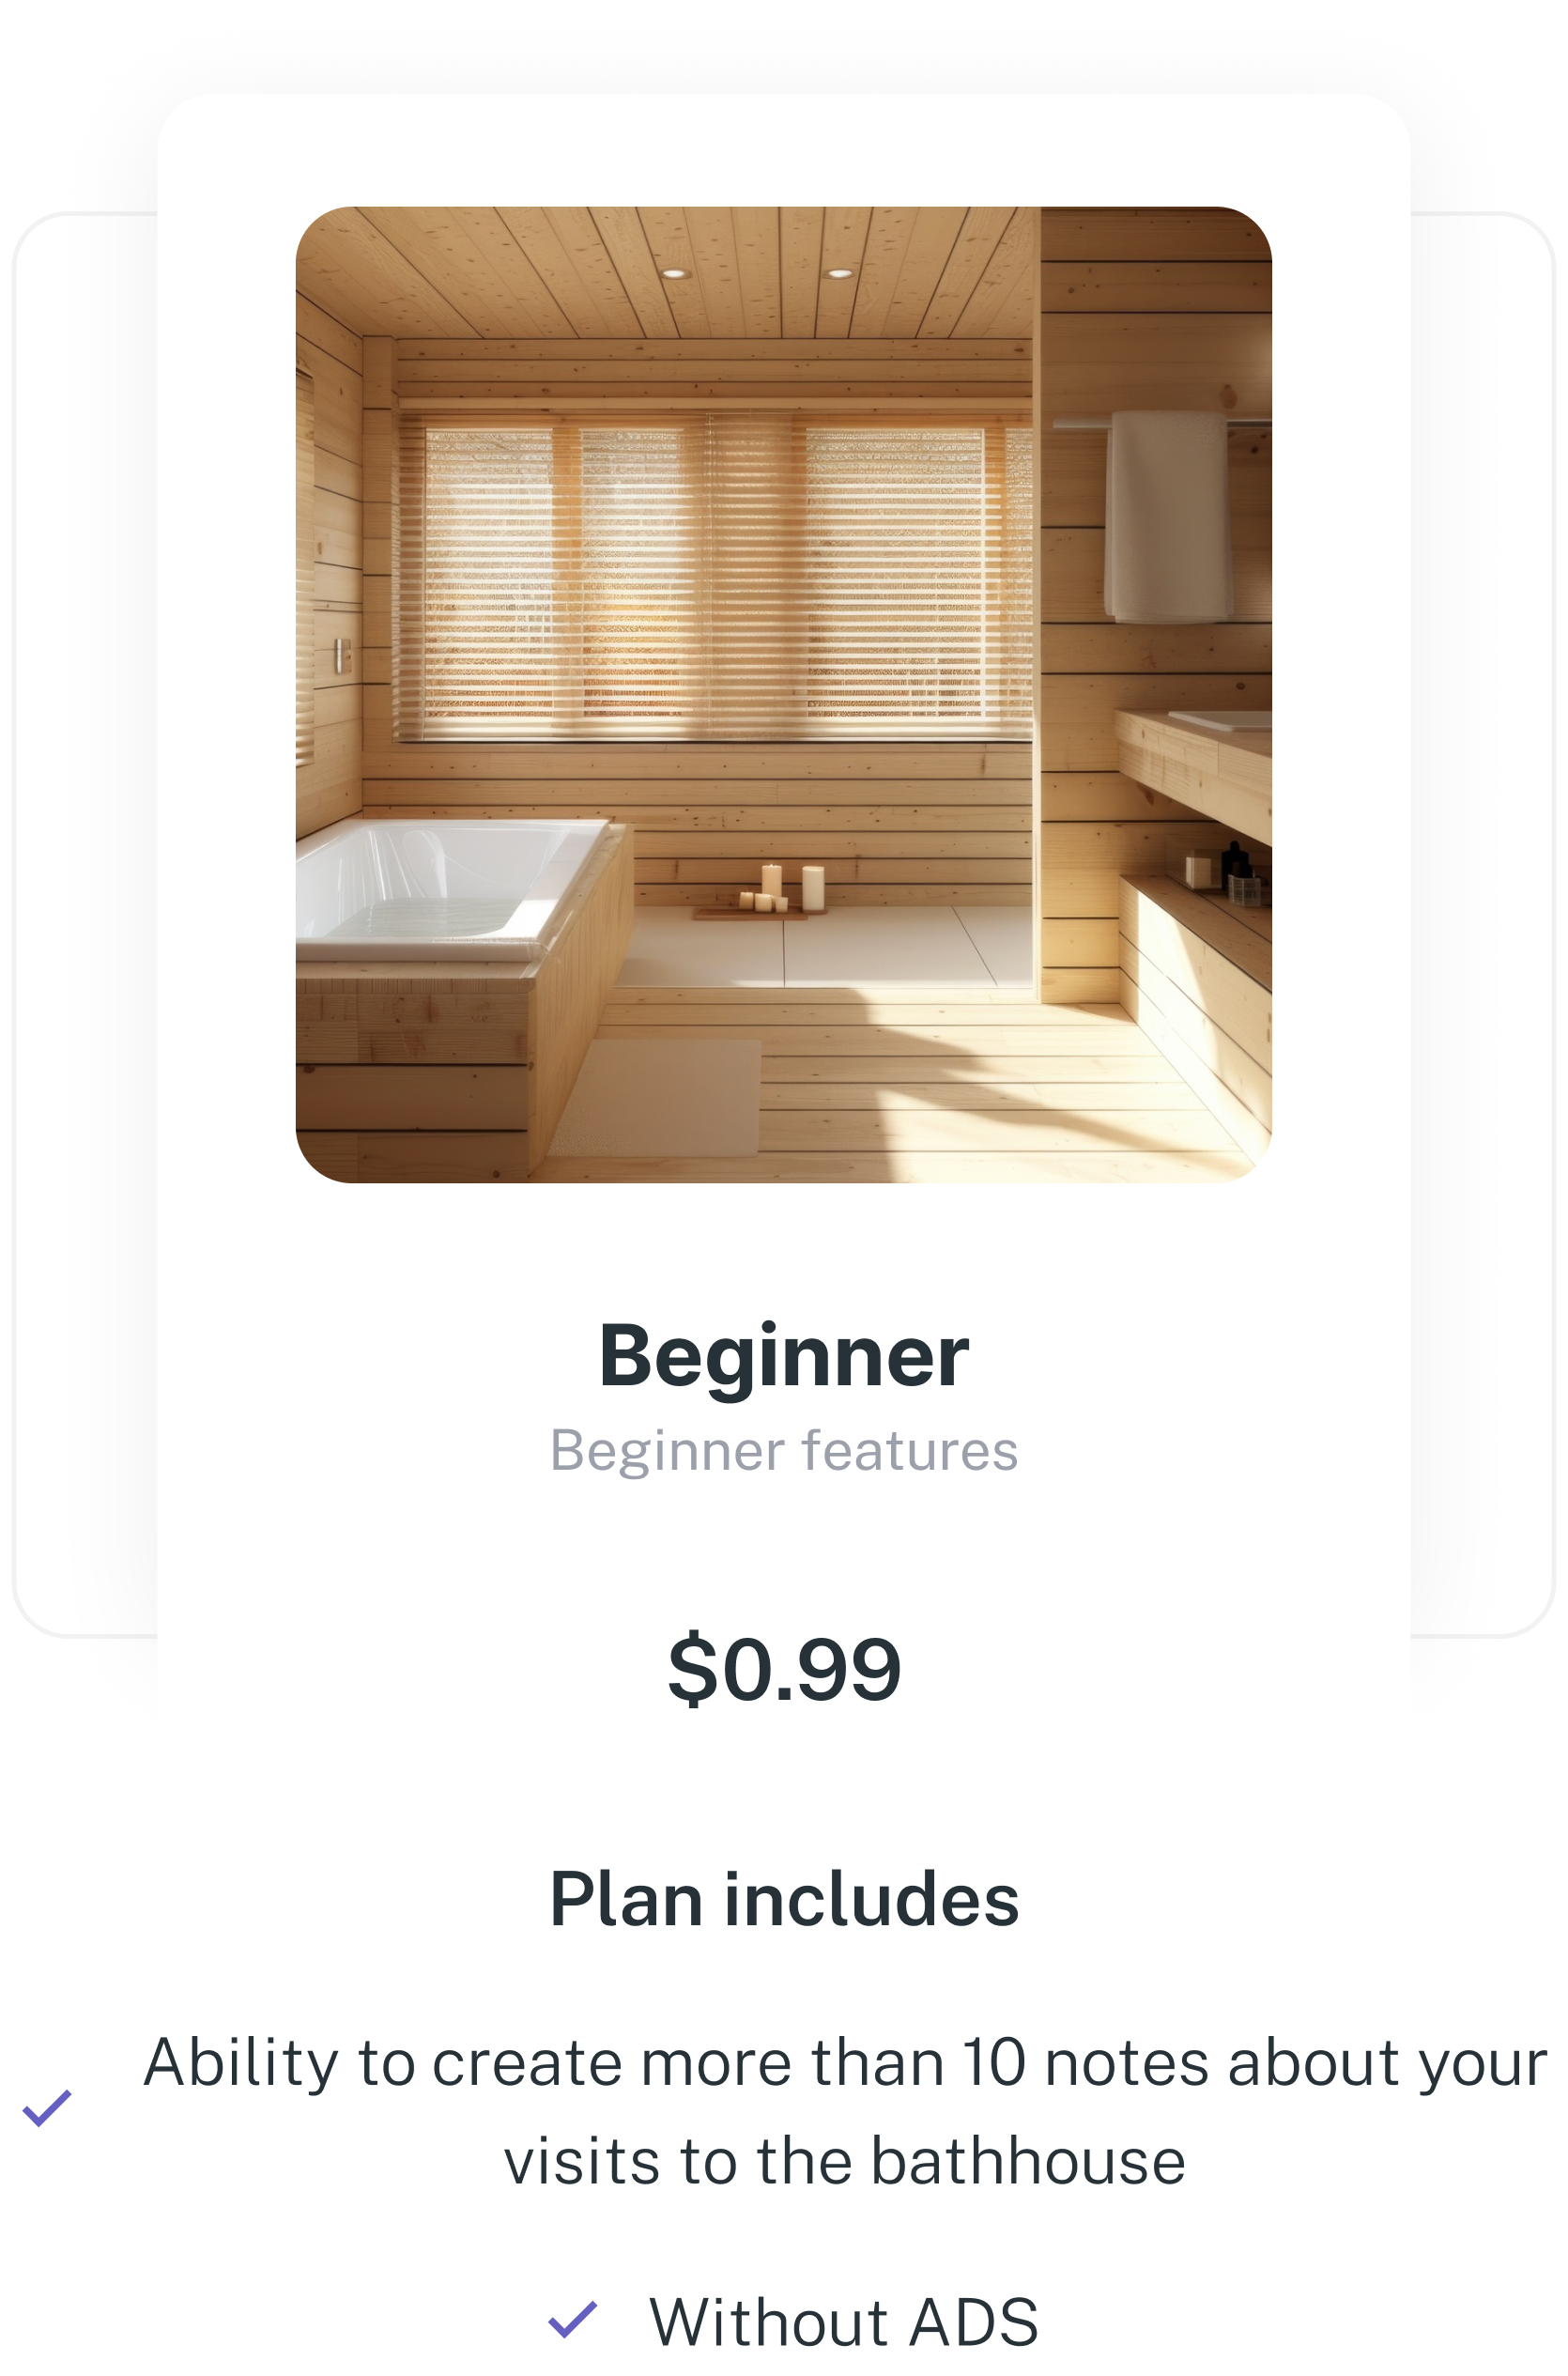 Beginner
Beginner features
$0.99
Plan includes
Ability to create more than 10 notes about your
visits to the bathhouse
Without ADS